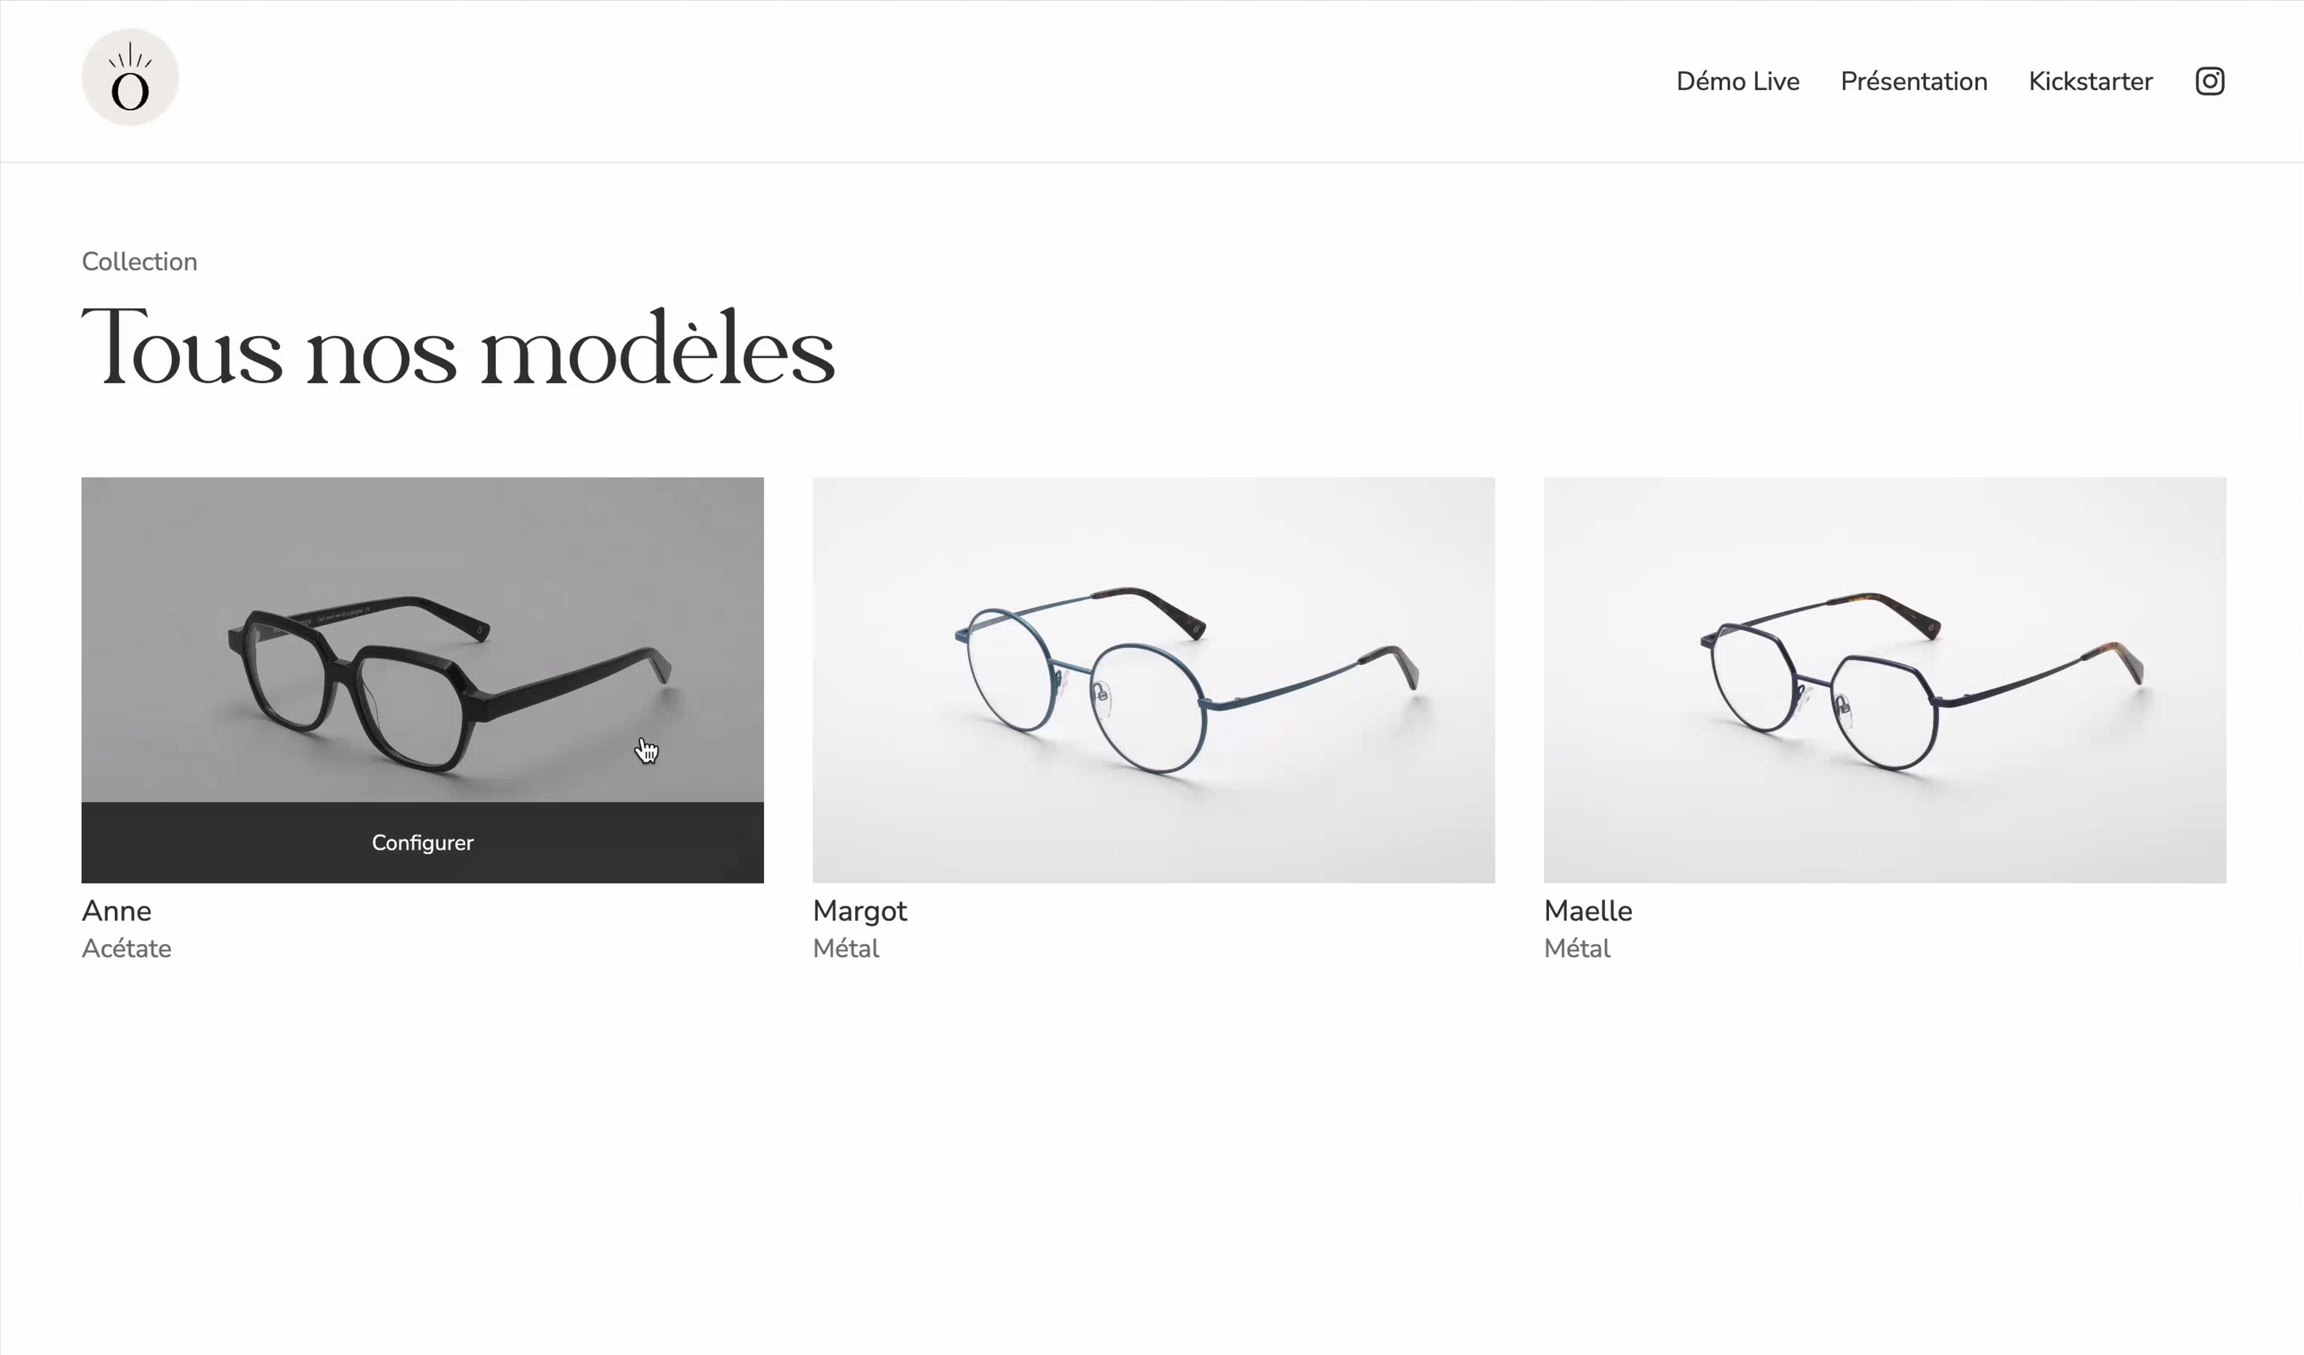 O
Démo Live
Présentation
Kickstarter
Collection
Tous nos modèles
Configurer
Anne
Acétate
Margot
Métal
Maelle
Métal